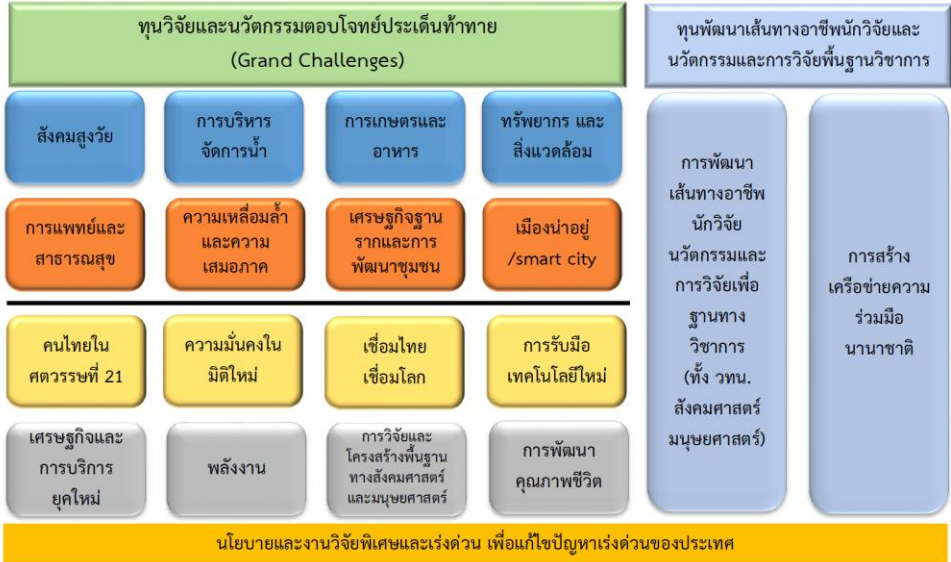 ทุนวิจัยและนวัตกรรมตอบโจทย์ประเด็นท้าทาย
(Grand Challenges)
ทุนพัฒนาเส้นทางอาชีพนักวิจัยและ
นวัตกรรมและการวิจัยพื้นฐานวิชาการ
สังคมสูงวัย
การบริหาร
จัดการน้ำ
การเกษตรและ
อาหาร
ทรัพยากร และ
สิ่งแวดล้อม
การแพทย์และ
สาธารณสุข
ความเหลื่อมล้ำ
และความ
เสมอภาค
เศรษฐกิจฐาน
รากและการ
พัฒนาชุมชน
เมืองน่าอยู่
/smart city
คนไทยใน
ศตวรรษที่ 21
ความมั่นคงใน
มิติใหม่
เชื่อมไทย
เชื่อมโลก
การรับมือ
เทคโนโลยีใหม่
เศรษฐกิจและ
การบริการ
ยุคใหม่
พลังงาน
การวิจัยและ
โครงสร้างพื้นฐาน
ทางสังคมศาสตร์
และมนุษยศาสตร์
การพัฒนา
คุณภาพชีวิต
การพัฒนา
เส้นทางอาชีพ
นักวิจัย
นวัตกรรมและ
การวิจัยเพื่อ
ฐานทาง
วิชาการ
(ทั้ง วทน.
สังคมศาสตร์
มนุษยศาสตร์)
การสร้าง
เครือข่ายความ
ร่วมมือ
นานาชาติ
นโยบายและงานวิจัยพิเศษและเร่งด่วน เพื่อแก้ไขปัญหาเร่งด่วนของประเทศ